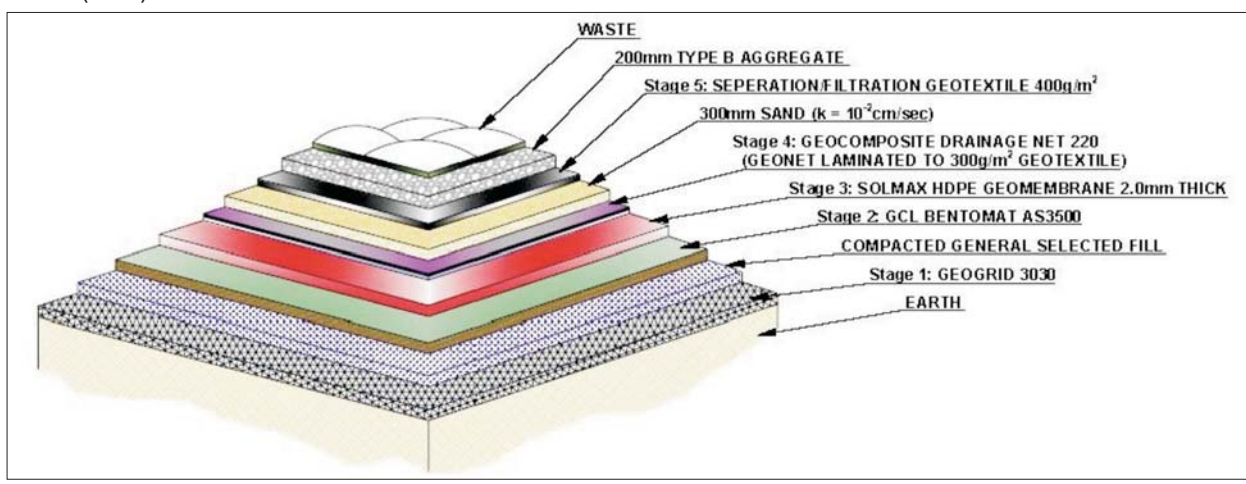 WASTE
200mm TYPE B AGGREGATE
Stage 5: SEPERATION/FILTRATION GEOTEXTILE 400g/m²
300mm SAND (k = 10⁻²cm/sec)
Stage 4: GEOCOMPOSITE DRAINAGE NET 220
(GEONET LAMINATED TO 300g/m² GEOTEXTILE)
Stage 3: SOLMAX HDPE GEOMEMBRANE 2.0mm THICK
Stage 2: GCL BENTOMAT AS3500
COMPACTED GENERAL SELECTED FILL
Stage 1: GEOGRID 3030
EARTH